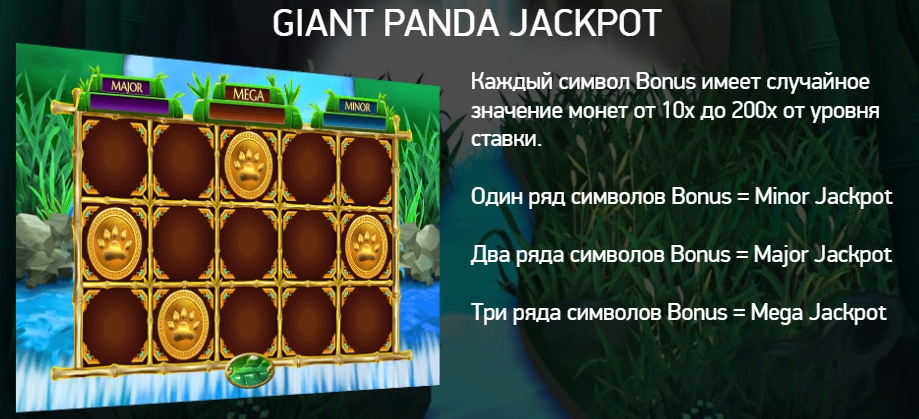 GIANT PANDA JACKPOT
MAJOR
MEGA
MINOR
Каждый символ Bonus имеет случайное
значение монет от 10x до 200x от уровня
ставки.
Один ряд символов Bonus = Minor Jackpot
Два ряда символов Bonus = Major Jackpot
Три ряда символов Bonus = Mega Jackpot